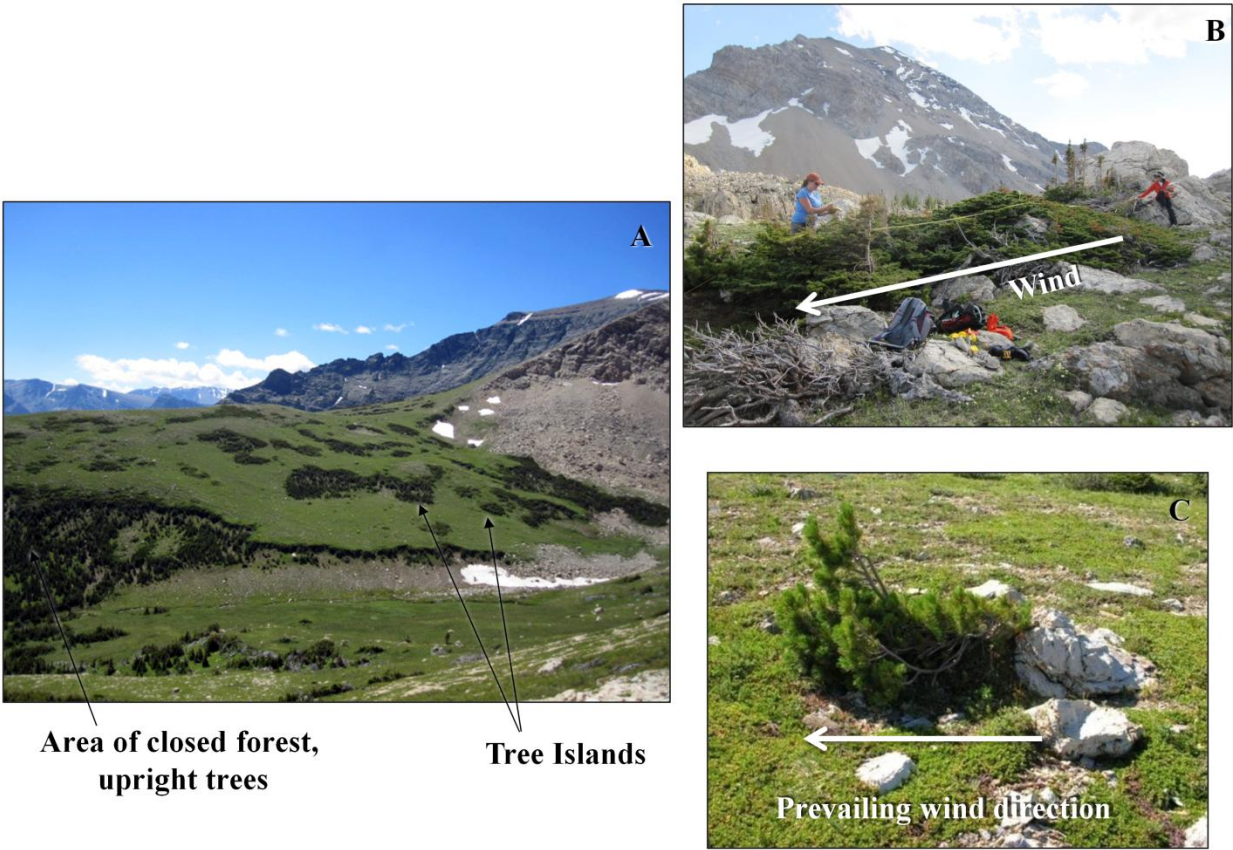 A
Area of closed forest,
upright trees
Tree Islands
B
Wind
C
Prevailing wind direction